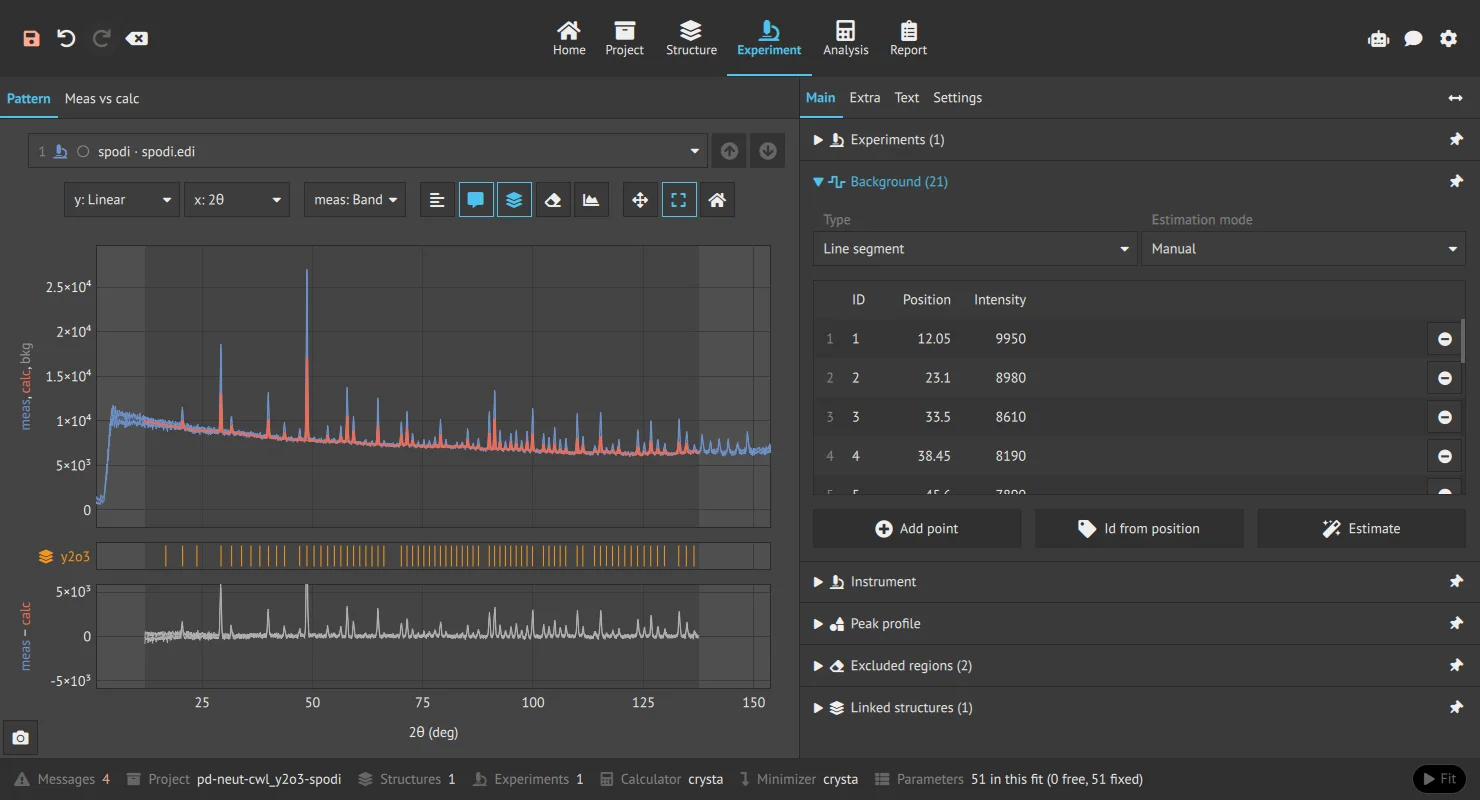 Home Project Structure Experiment Analysis Report
Pattern Meas vs calc
Main Extra Text Settings
1 spodi · spodi.edi
y: Linear x: 2θ meas: Band
2.5×10⁴
2×10⁴
1.5×10⁴
1×10⁴
5×10³
0
meas, calc, bkg
y2o3
5×10³
0
-5×10³
meas − calc
25 50 75 100 125 150
2θ (deg)
Experiments (1)
Background (21)
Type Estimation mode
Line segment Manual
ID Position Intensity
1 1 12.05 9950
2 2 23.1 8980
3 3 33.5 8610
4 4 38.45 8190
5 5 45.6 7890
Add point Id from position Estimate
Instrument
Peak profile
Excluded regions (2)
Linked structures (1)
Messages 4 Project pd-neut-cwl_y2o3-spodi Structures 1 Experiments 1 Calculator crysta Minimizer crysta Parameters 51 in this fit (0 free, 51 fixed) Fit